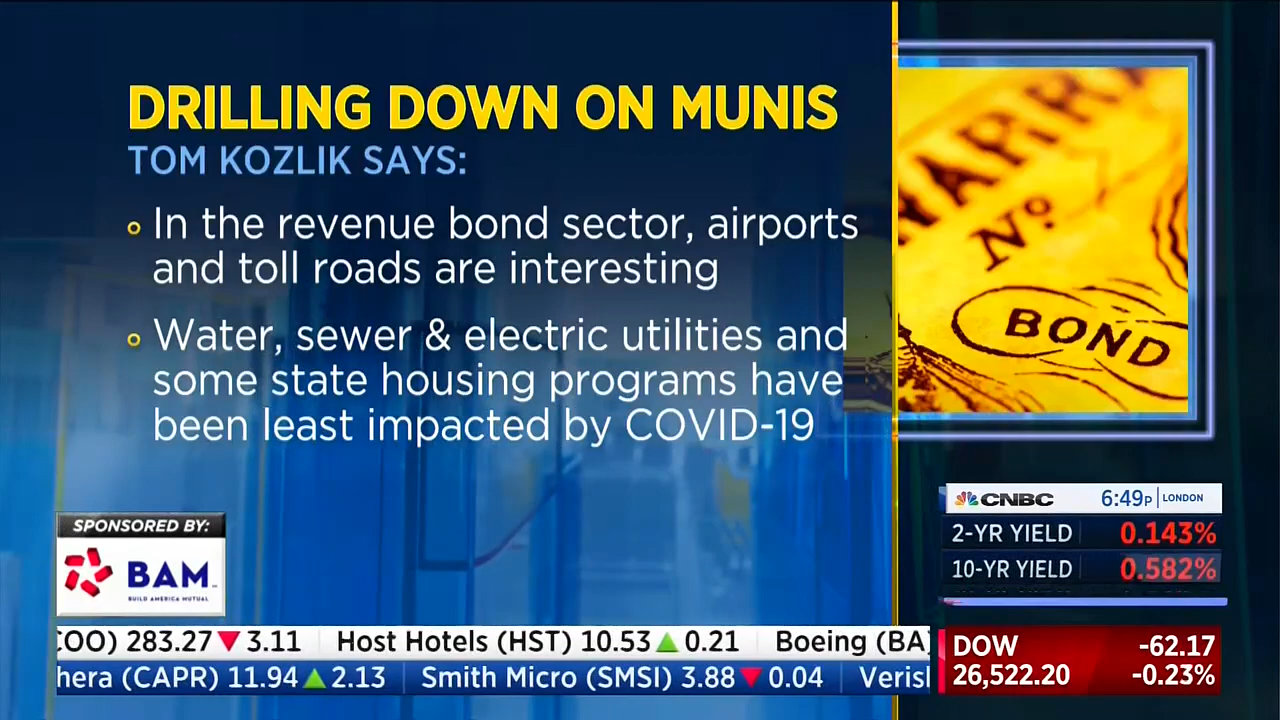 DRILLING DOWN ON MUNIS
TOM KOZLIK SAYS:
In the revenue bond sector, airports
and toll roads are interesting
Water, sewer & electric utilities and
some state housing programs have
been least impacted by COVID-19
No
BOND
SPONSORED BY:
BAM
BUILD AMERICA MUTUAL
CNBC 6:49P LONDON
2-YR YIELD 0.143%
10-YR YIELD 0.582%
COO) 283.27 ▼ 3.11 Host Hotels (HST) 10.53 ▲ 0.21 Boeing (BA)
hera (CAPR) 11.94 ▲ 2.13 Smith Micro (SMSI) 3.88 ▼ 0.04 Veris
DOW -62.17
26,522.20 -0.23%